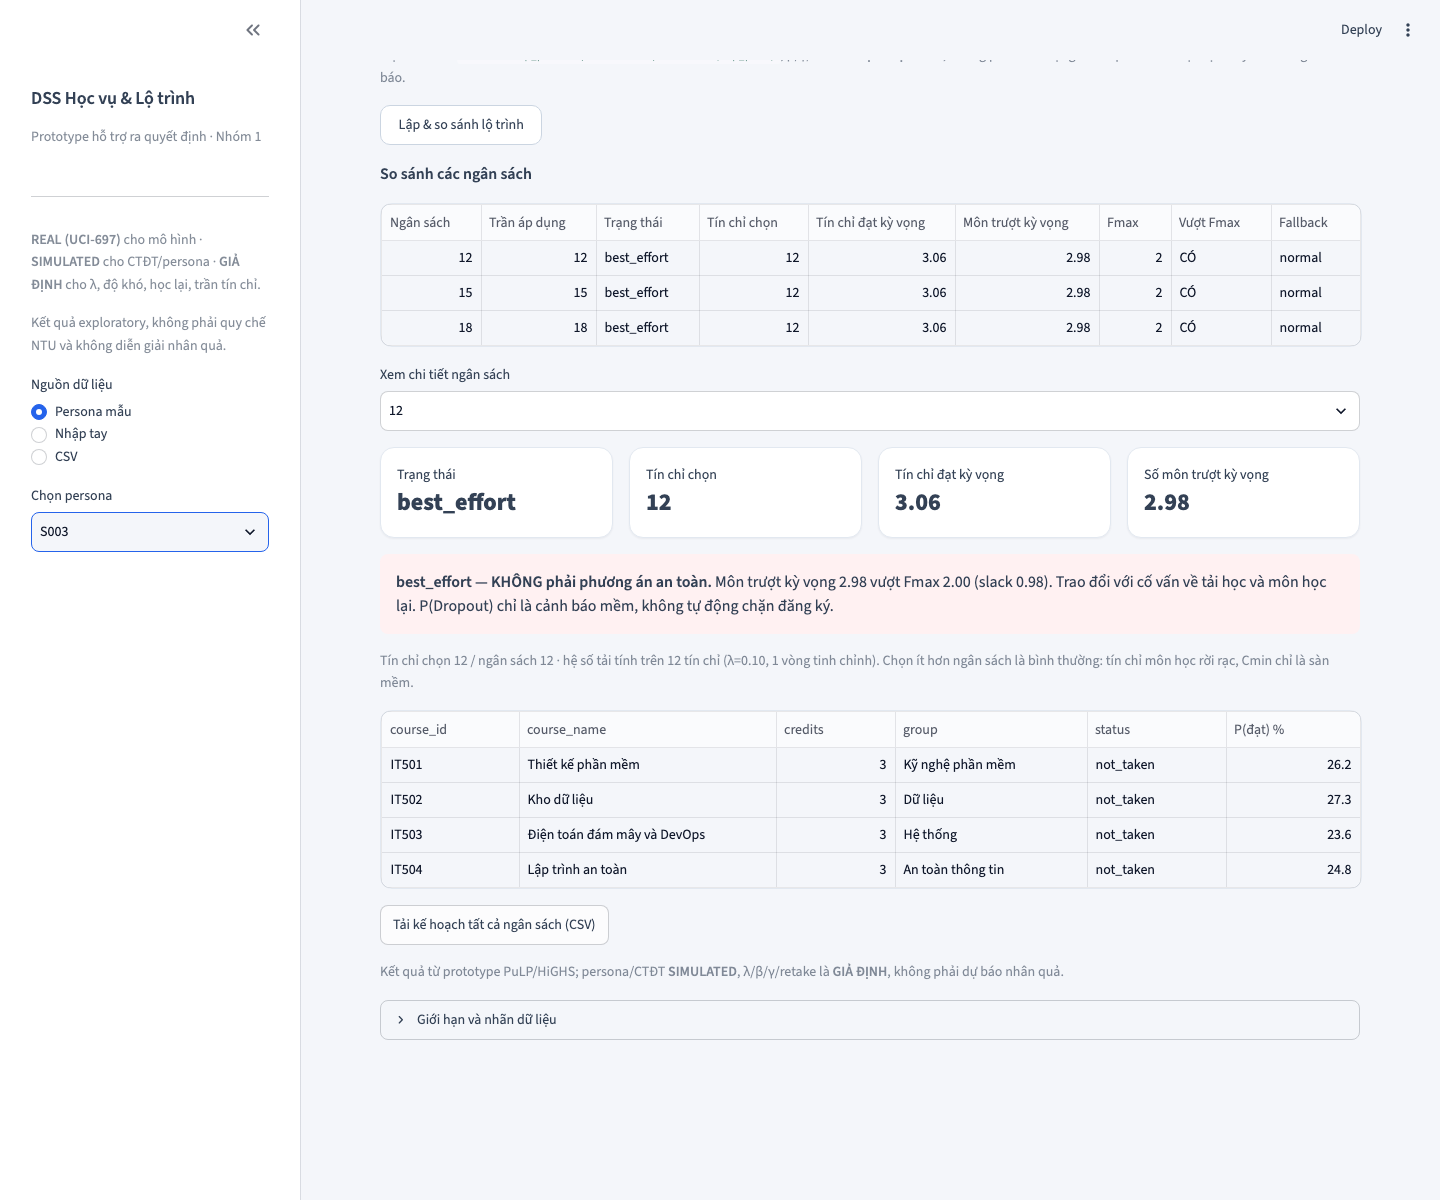 Deploy
DSS Học vụ & Lộ trình
Prototype hỗ trợ ra quyết định · Nhóm 1
REAL (UCI-697) cho mô hình ·
SIMULATED cho CTĐT/persona · GIẢ
ĐỊNH cho λ, độ khó, học lại, trần tín chỉ.
Kết quả exploratory, không phải quy chế
NTU và không diễn giải nhân quả.
Nguồn dữ liệu
Persona mẫu
Nhập tay
CSV
Chọn persona
S003
báo.
Lập & so sánh lộ trình
So sánh các ngân sách
Ngân sách Trần áp dụng Trạng thái Tín chỉ chọn Tín chỉ đạt kỳ vọng Môn trượt kỳ vọng Fmax Vượt Fmax Fallback
12 12 best_effort 12 3.06 2.98 2 CÓ normal
15 15 best_effort 12 3.06 2.98 2 CÓ normal
18 18 best_effort 12 3.06 2.98 2 CÓ normal
Xem chi tiết ngân sách
12
Trạng thái
best_effort
Tín chỉ chọn
12
Tín chỉ đạt kỳ vọng
3.06
Số môn trượt kỳ vọng
2.98
best_effort — KHÔNG phải phương án an toàn. Môn trượt kỳ vọng 2.98 vượt Fmax 2.00 (slack 0.98). Trao đổi với cố vấn về tải học và môn học
lại. P(Dropout) chỉ là cảnh báo mềm, không tự động chặn đăng ký.
Tín chỉ chọn 12 / ngân sách 12 · hệ số tải tính trên 12 tín chỉ (λ=0.10, 1 vòng tinh chỉnh). Chọn ít hơn ngân sách là bình thường: tín chỉ môn học rời rạc, Cmin chỉ là sàn
mềm.
course_id course_name credits group status P(đạt) %
IT501 Thiết kế phần mềm 3 Kỹ nghệ phần mềm not_taken 26.2
IT502 Kho dữ liệu 3 Dữ liệu not_taken 27.3
IT503 Điện toán đám mây và DevOps 3 Hệ thống not_taken 23.6
IT504 Lập trình an toàn 3 An toàn thông tin not_taken 24.8
Tải kế hoạch tất cả ngân sách (CSV)
Kết quả từ prototype PuLP/HiGHS; persona/CTĐT SIMULATED, λ/β/γ/retake là GIẢ ĐỊNH, không phải dự báo nhân quả.
Giới hạn và nhãn dữ liệu